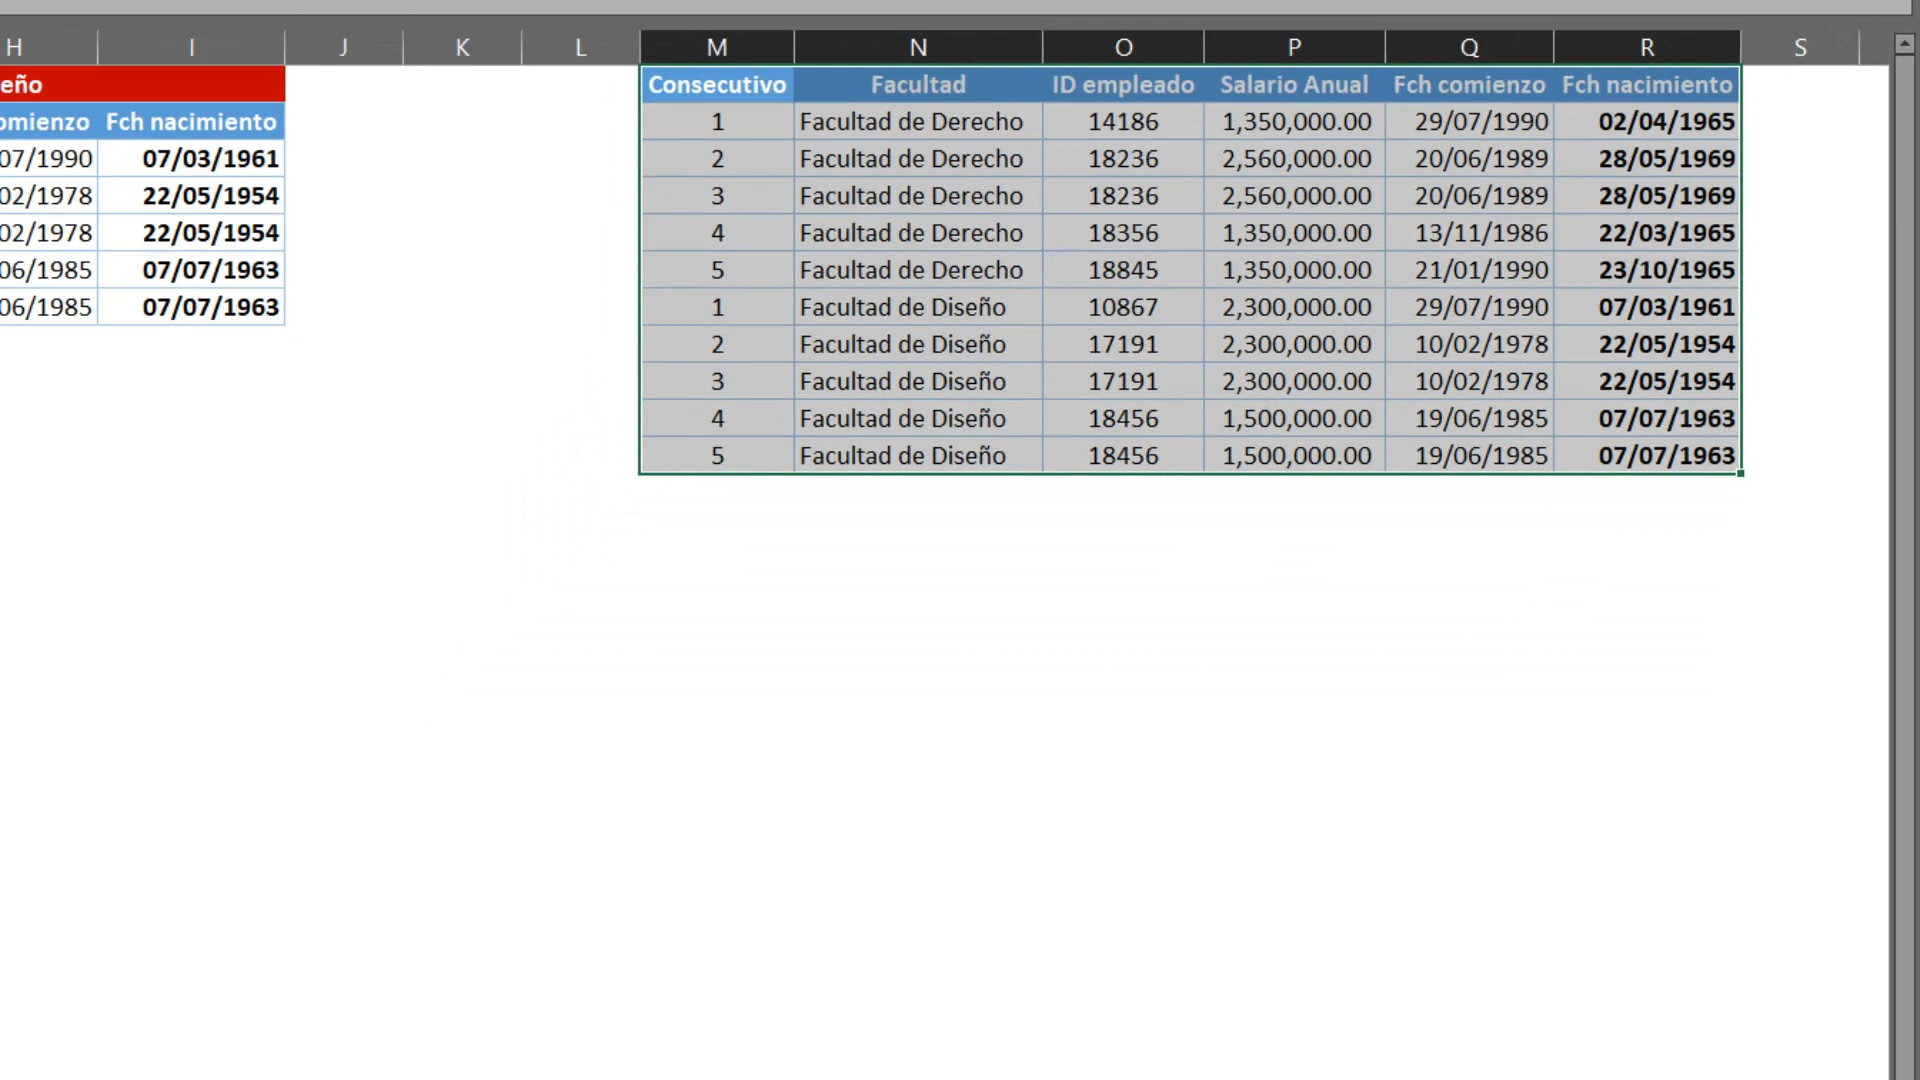 H I J K L M N O P Q R S
eño
omienzo Fch nacimiento
07/1990 07/03/1961
02/1978 22/05/1954
02/1978 22/05/1954
06/1985 07/07/1963
06/1985 07/07/1963
Consecutivo Facultad ID empleado Salario Anual Fch comienzo Fch nacimiento
1 Facultad de Derecho 14186 1,350,000.00 29/07/1990 02/04/1965
2 Facultad de Derecho 18236 2,560,000.00 20/06/1989 28/05/1969
3 Facultad de Derecho 18236 2,560,000.00 20/06/1989 28/05/1969
4 Facultad de Derecho 18356 1,350,000.00 13/11/1986 22/03/1965
5 Facultad de Derecho 18845 1,350,000.00 21/01/1990 23/10/1965
1 Facultad de Diseño 10867 2,300,000.00 29/07/1990 07/03/1961
2 Facultad de Diseño 17191 2,300,000.00 10/02/1978 22/05/1954
3 Facultad de Diseño 17191 2,300,000.00 10/02/1978 22/05/1954
4 Facultad de Diseño 18456 1,500,000.00 19/06/1985 07/07/1963
5 Facultad de Diseño 18456 1,500,000.00 19/06/1985 07/07/1963